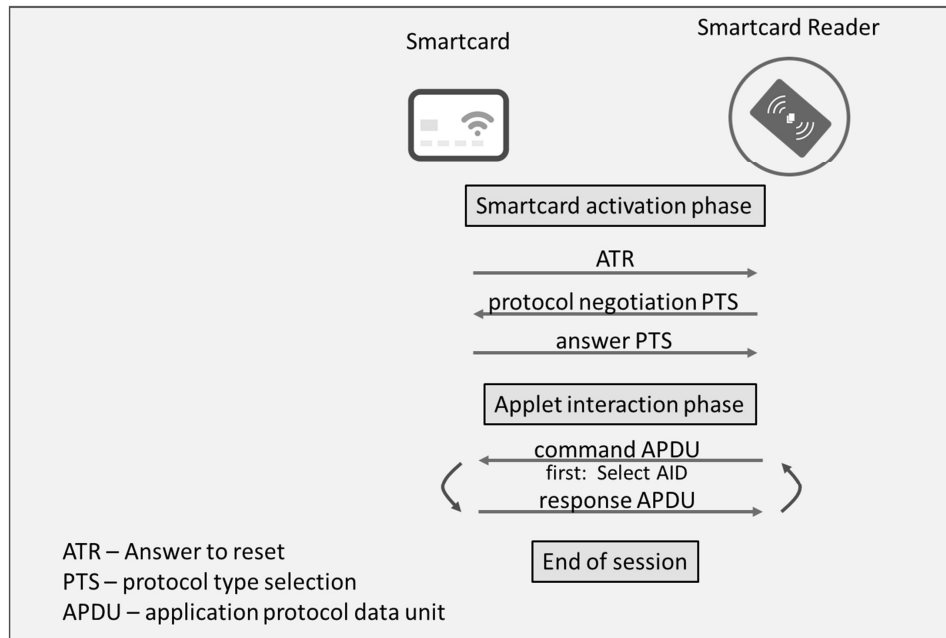 Smartcard
Smartcard Reader
Smartcard activation phase
ATR
protocol negotiation PTS
answer PTS
Applet interaction phase
command APDU
first: Select AID
response APDU
End of session
ATR – Answer to reset
PTS – protocol type selection
APDU – application protocol data unit